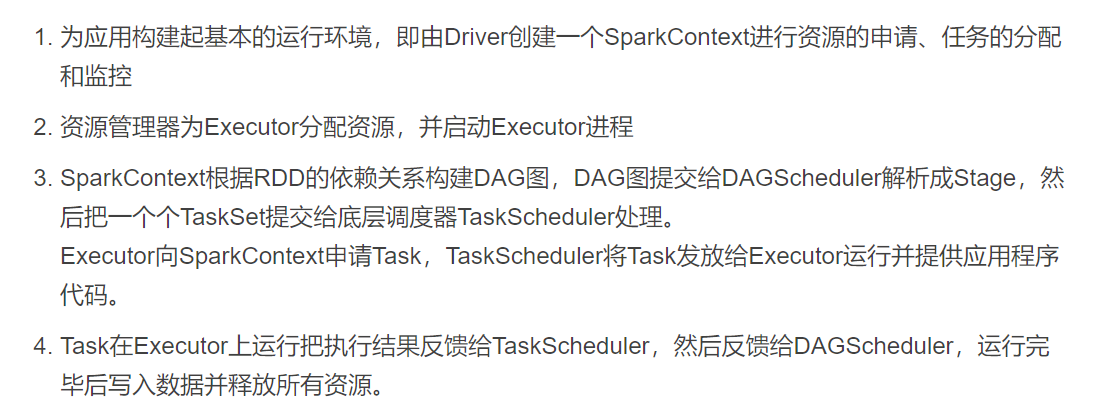 1. 为应用构建起基本的运行环境，即由Driver创建一个SparkContext进行资源的申请、任务的分配
和监控
2. 资源管理器为Executor分配资源，并启动Executor进程
3. SparkContext根据RDD的依赖关系构建DAG图，DAG图提交给DAGScheduler解析成Stage，然
后把一个个TaskSet提交给底层调度器TaskScheduler处理。
Executor向SparkContext申请Task，TaskScheduler将Task发放给Executor运行并提供应用程序
代码。
4. Task在Executor上运行把执行结果反馈给TaskScheduler，然后反馈给DAGScheduler，运行完
毕后写入数据并释放所有资源。